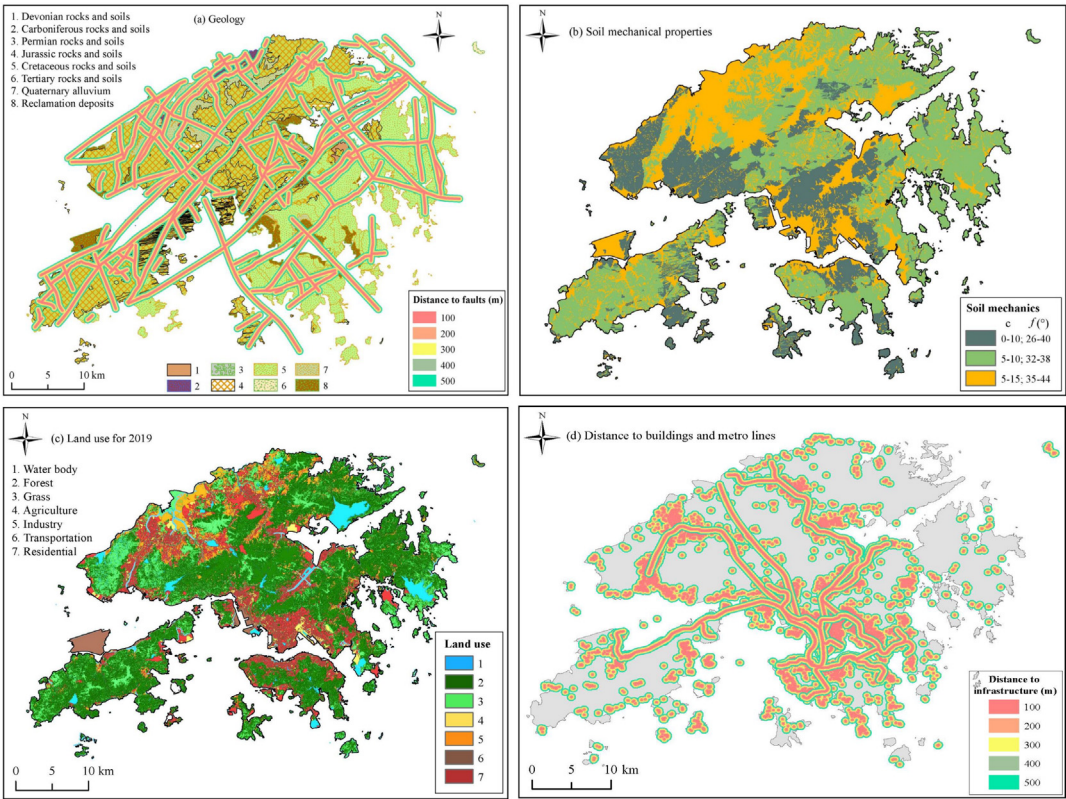 1. Devonian rocks and soils
2. Carboniferous rocks and soils
3. Permian rocks and soils
4. Jurassic rocks and soils
5. Cretaceous rocks and soils
6. Tertiary rocks and soils
7. Quaternary alluvium
8. Reclamation deposits
(a) Geology
N
Distance to faults (m)
100
200
300
400
500
1 3 5 7
2 4 6 8
0 5 10 km
N
(b) Soil mechanical properties
Soil mechanics
c f(°)
0-10; 26-40
5-10; 32-38
5-15; 35-44
N
(c) Land use for 2019
1. Water body
2. Forest
3. Grass
4. Agriculture
5. Industry
6. Transportation
7. Residential
Land use
1
2
3
4
5
6
7
0 5 10 km
N
(d) Distance to buildings and metro lines
Distance to
infrastructure (m)
100
200
300
400
500
0 5 10 km